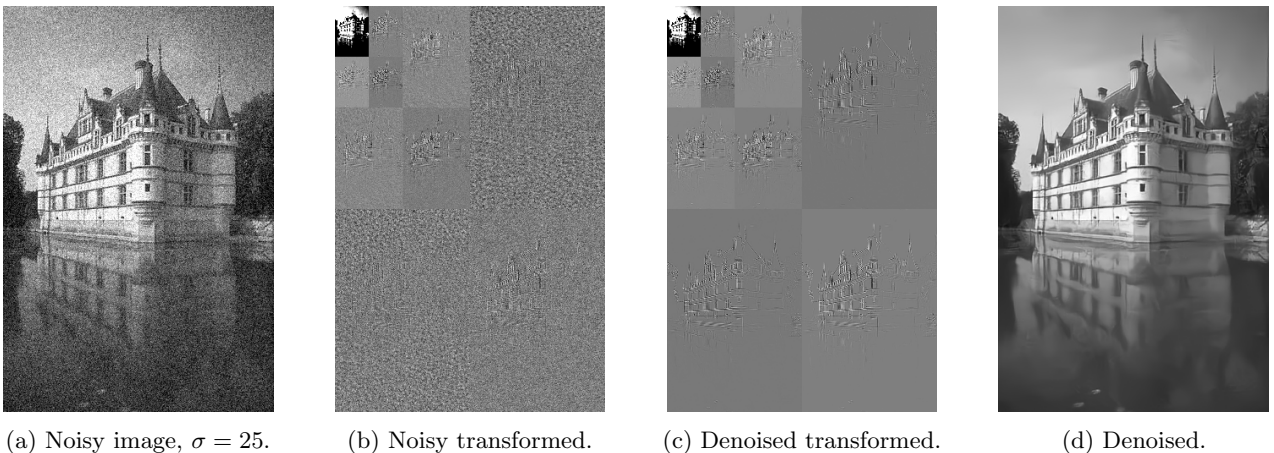 (a) Noisy image, σ = 25.
(b) Noisy transformed.
(c) Denoised transformed.
(d) Denoised.